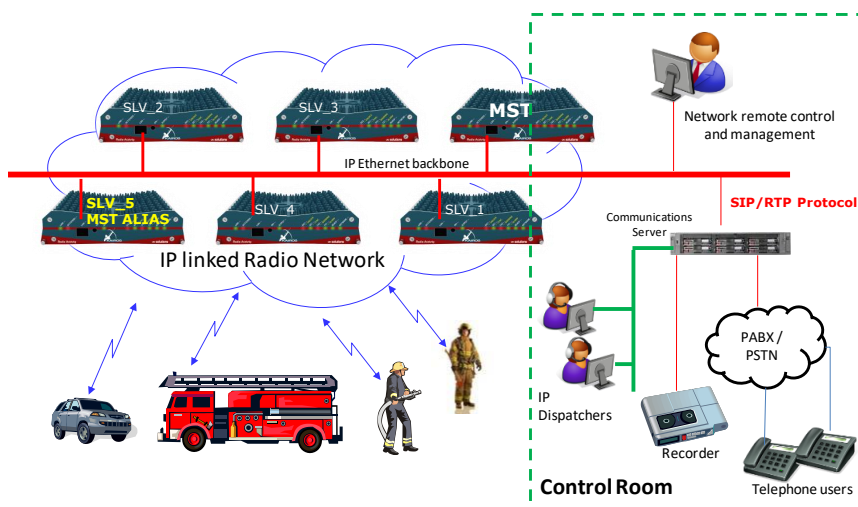 SLV_2
SLV_3
MST
Network remote control
and management
IP Ethernet backbone
SLV_5
MST ALIAS
SLV_4
SLV_1
SIP/RTP Protocol
Communications
Server
IP linked Radio Network
PABX /
PSTN
IP
Dispatchers
Recorder
Control Room
Telephone users